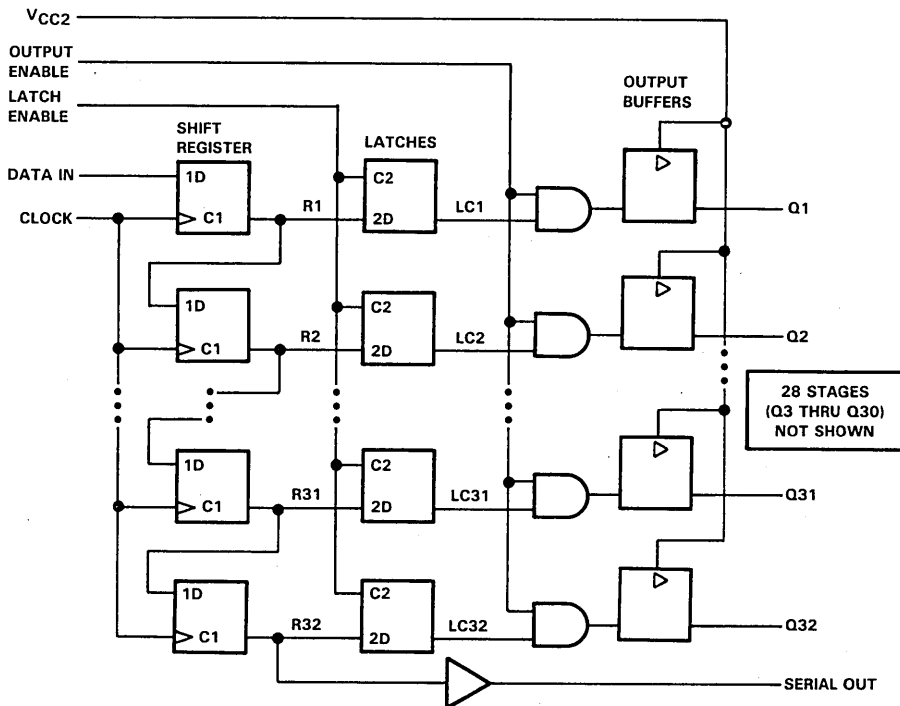 VCC2
OUTPUT
ENABLE
LATCH
ENABLE
OUTPUT
BUFFERS
SHIFT
REGISTER
LATCHES
DATA IN
1D
C2
CLOCK
C1
R1
2D
LC1
Q1
1D
C2
C1
R2
2D
LC2
Q2
28 STAGES
(Q3 THRU Q30)
NOT SHOWN
1D
C2
C1
R31
2D
LC31
Q31
1D
C2
C1
R32
2D
LC32
Q32
SERIAL OUT